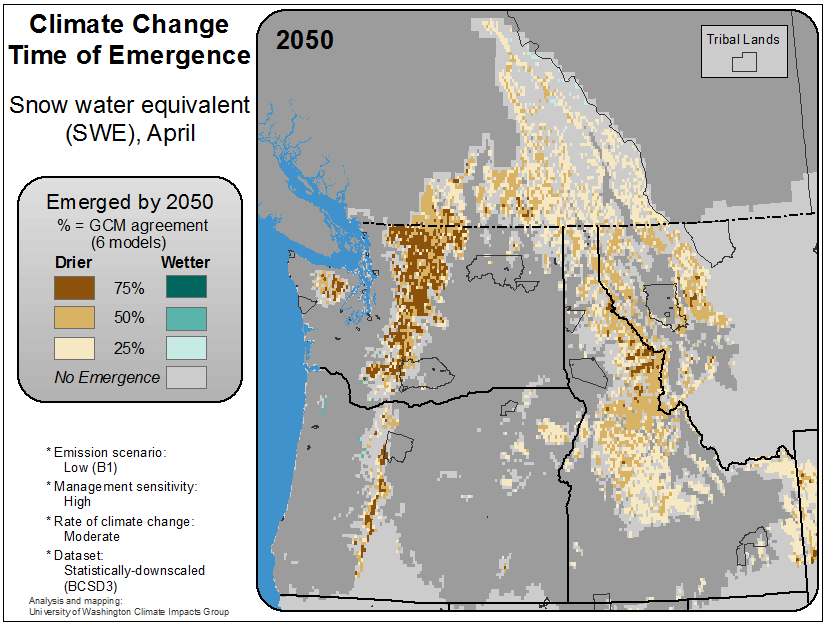 Climate Change
Time of Emergence
Snow water equivalent
(SWE), April
Emerged by 2050
% = GCM agreement
(6 models)
Drier Wetter
75%
50%
25%
No Emergence
* Emission scenario:
Low (B1)
* Management sensitivity:
High
* Rate of climate change:
Moderate
* Dataset:
Statistically-downscaled
(BCSD3)
Analysis and mapping:
University of Washington Climate Impacts Group
2050
Tribal Lands